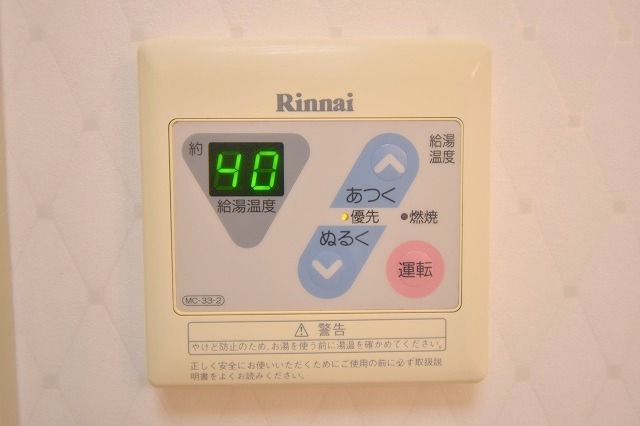 Rinnai
約
40
給湯温度
給湯
温度
あつく
優先
燃焼
ぬるく
運転
MC-33-2
⚠ 警告
やけど防止のため、お湯を使う前に湯温を確かめてください。
正しく安全にお使いいただくためにご使用の前に必ず取扱説
明書をよくお読みください。